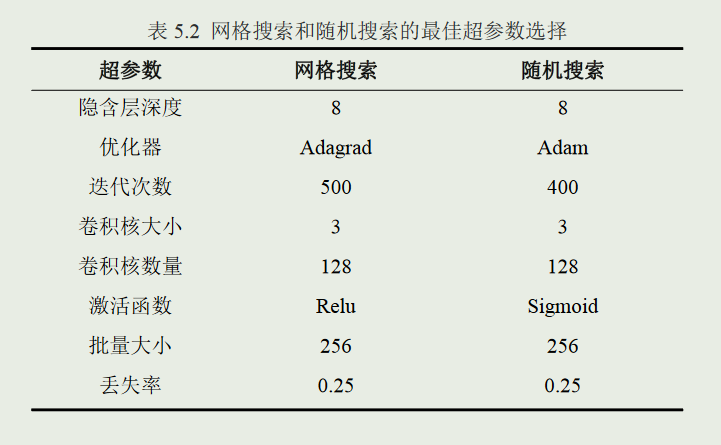 表 5.2 网格搜索和随机搜索的最佳超参数选择
超参数 网格搜索 随机搜索
隐含层深度 8 8
优化器 Adagrad Adam
迭代次数 500 400
卷积核大小 3 3
卷积核数量 128 128
激活函数 Relu Sigmoid
批量大小 256 256
丢失率 0.25 0.25